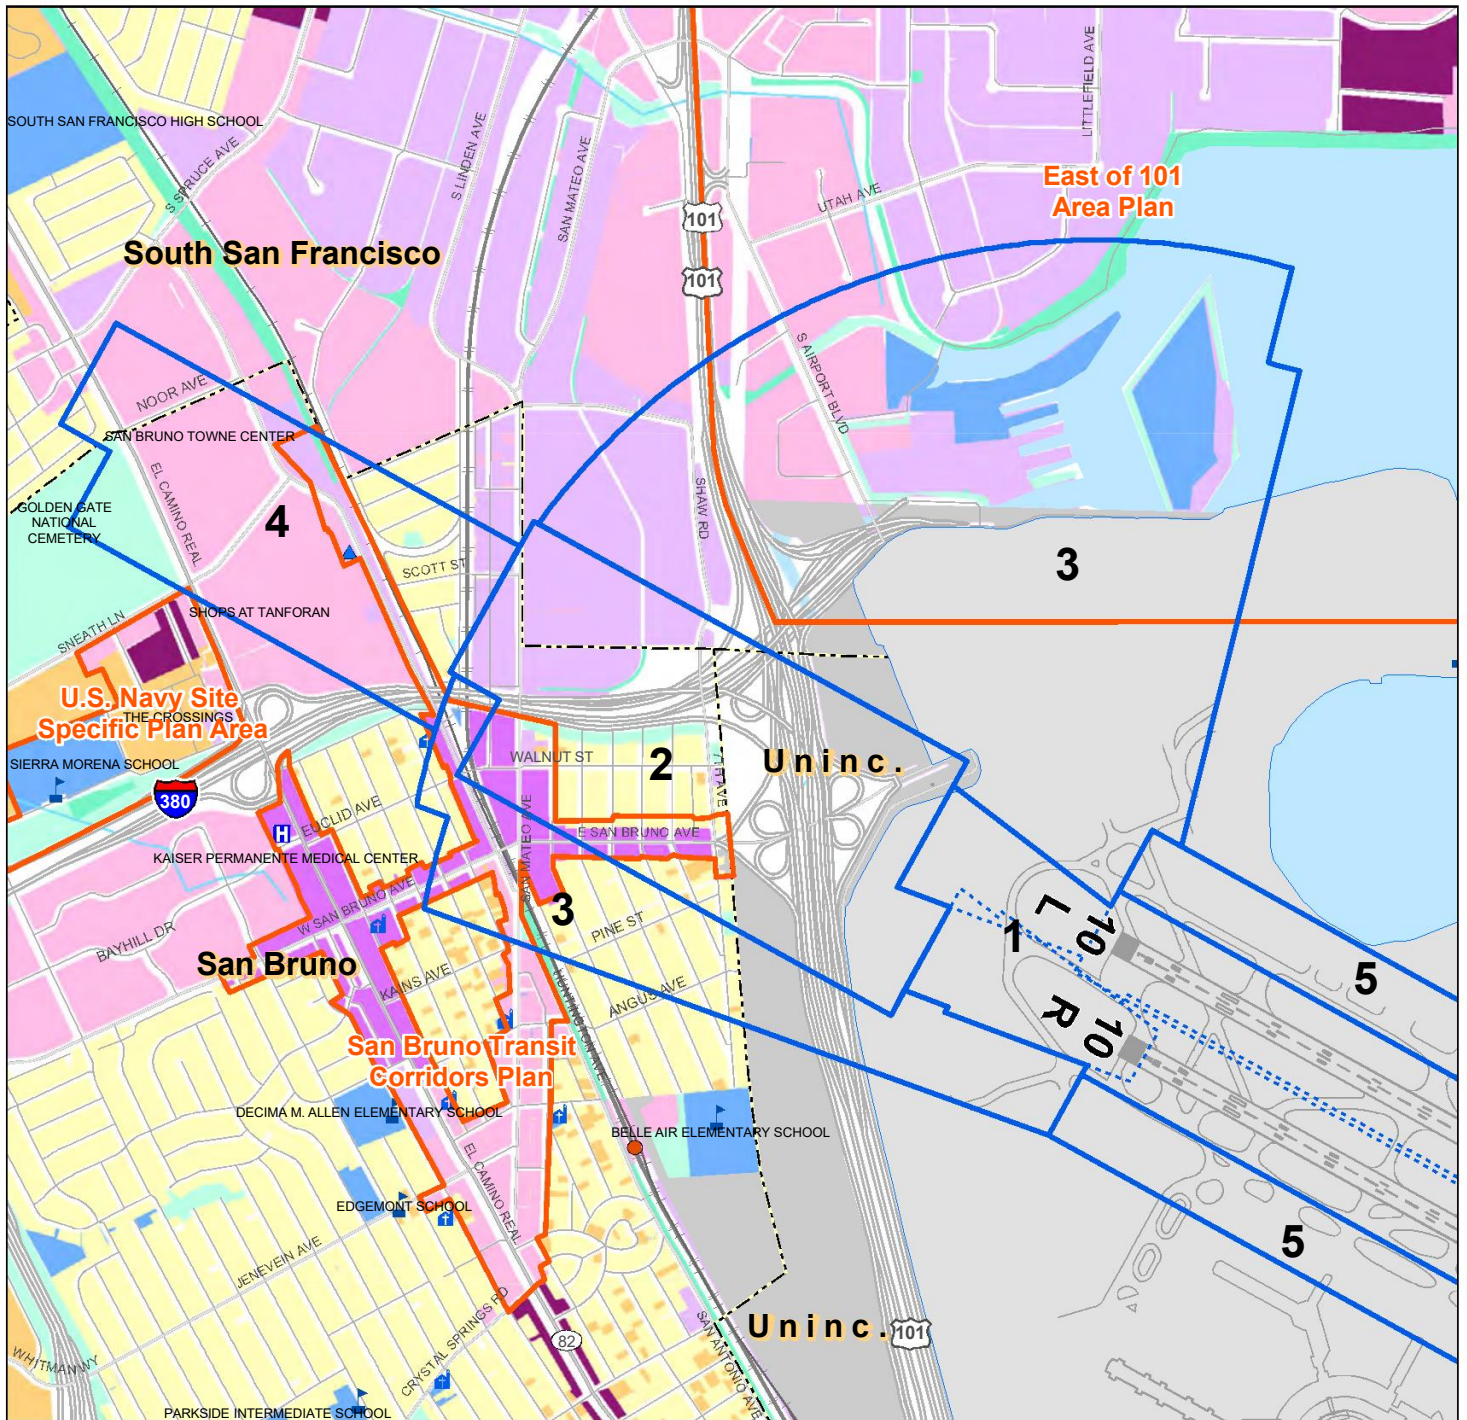 LITTLEFIELD AVE
SOUTH SAN FRANCISCO HIGH SCHOOL
S SPRUCE AVE
S LINDEN AVE
SAN MATEO AVE
UTAH AVE
East of 101
Area Plan
101
South San Francisco
101
S AIRPORT BLVD
NOOR AVE
SAN BRUNO TOWNE CENTER
EL CAMINO REAL
GOLDEN GATE
NATIONAL
CEMETERY
4
SHAW RD
SCOTT ST
3
SHOPS AT TANFORAN
SNEATH LN
U.S. Navy Site
Specific Plan Area
THE CROSSINGS
SIERRA MORENA SCHOOL
380
WALNUT ST
2
7TH AVE
Uninc.
EUCLID AVE
H
SAN MATEO AVE
E SAN BRUNO AVE
KAISER PERMANENTE MEDICAL CENTER
W SAN BRUNO AVE
3
BAYHILL DR
PINE ST
1
10
L
San Bruno
KAINS AVE
HUNTINGTON AVE
ANGUS AVE
5
10
R
San Bruno Transit
Corridors Plan
DECIMA M. ALLEN ELEMENTARY SCHOOL
BELLE AIR ELEMENTARY SCHOOL
EL CAMINO REAL
EDGEMONT SCHOOL
JENEVEIN AVE
5
CRYSTAL SPRINGS RD
82
SAN ANTONIO AVE
Uninc.
101
WHITMAN WY
PARKSIDE INTERMEDIATE SCHOOL